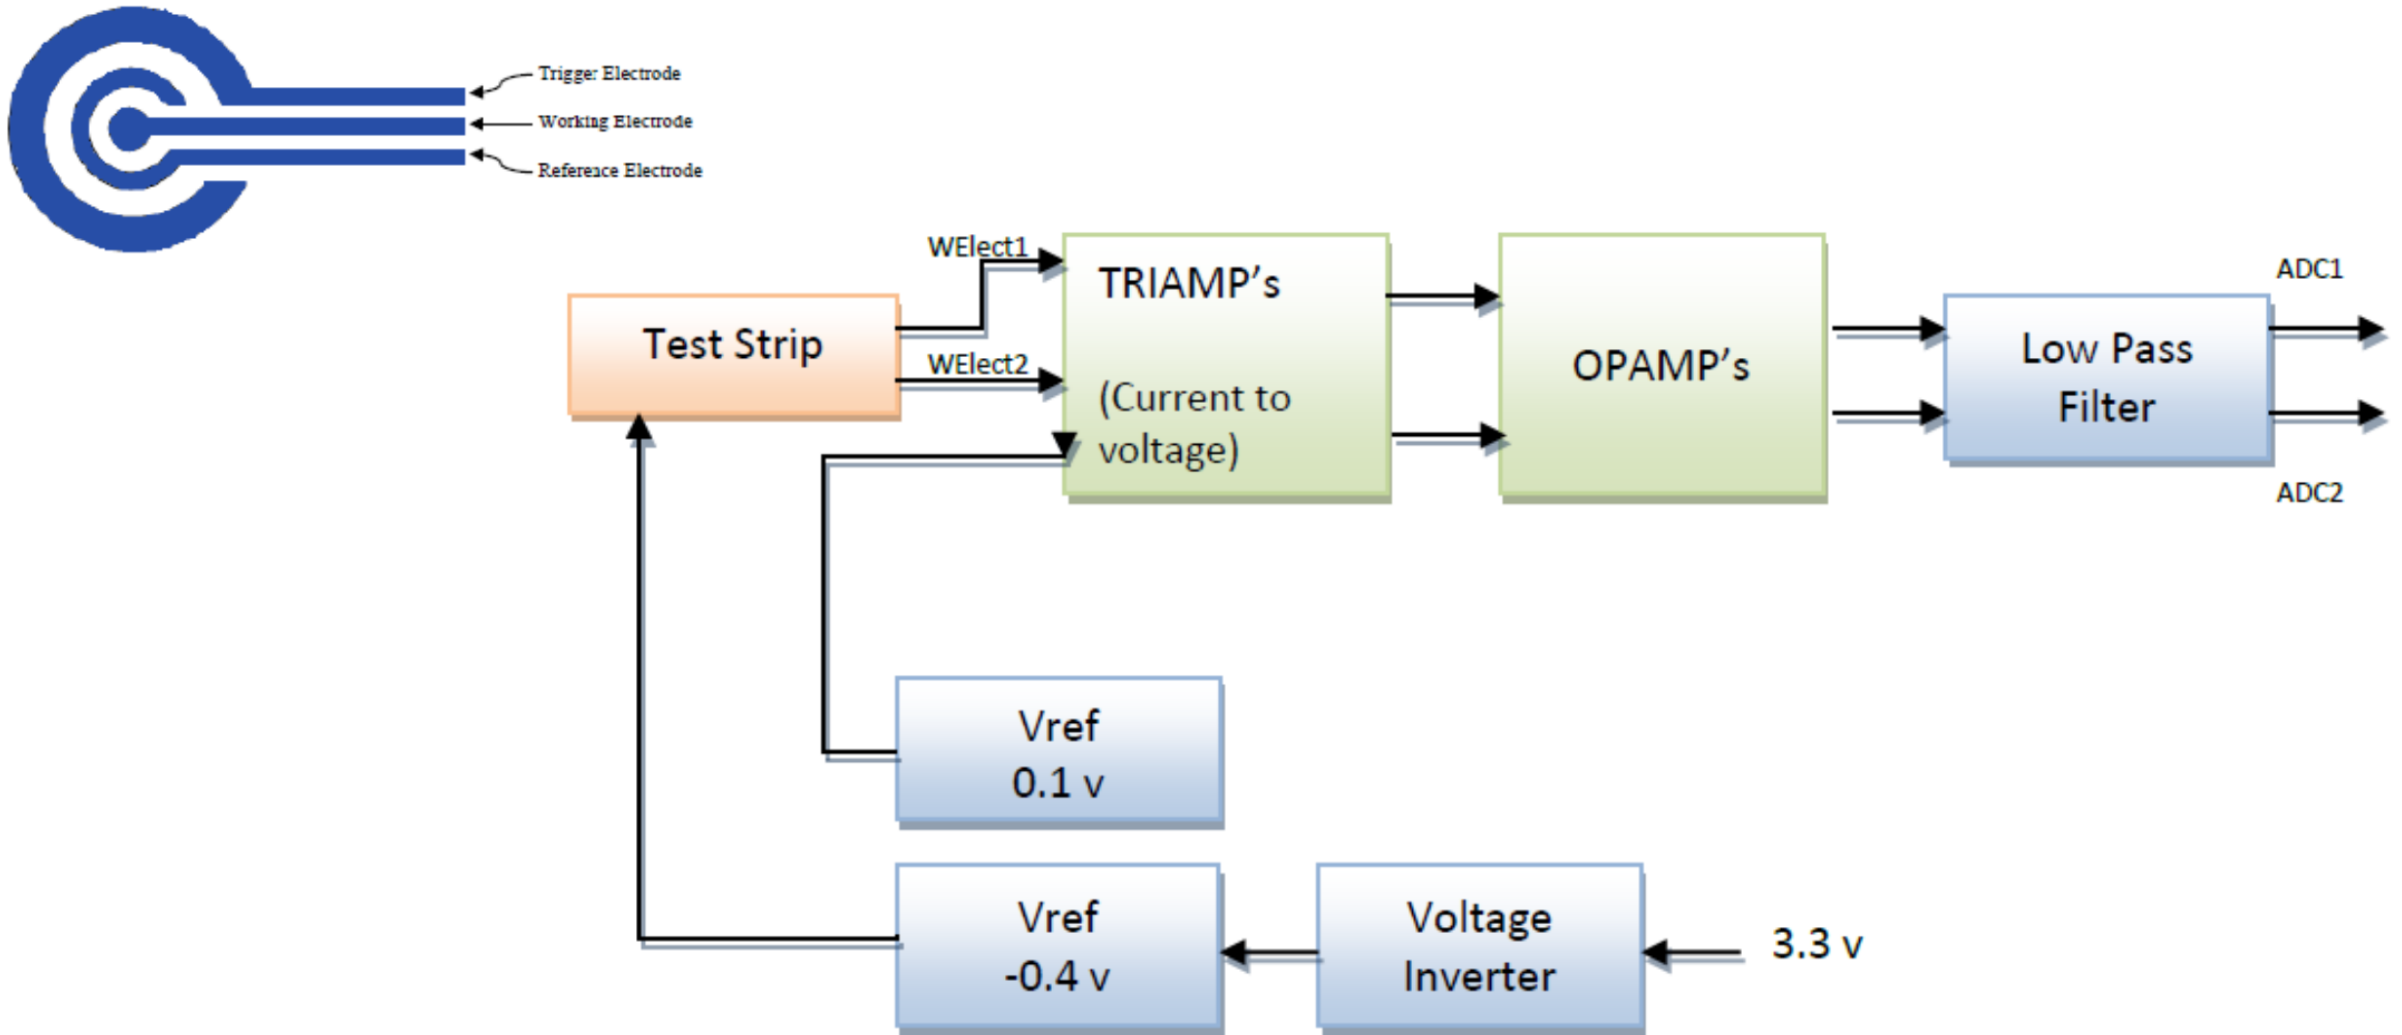 Trigger Electrode
Working Electrode
Reference Electrode
WElect1
WElect2
Test Strip
TRIAMP's
(Current to
voltage)
OPAMP's
Low Pass
Filter
ADC1
ADC2
Vref
0.1 v
Vref
-0.4 v
Voltage
Inverter
3.3 v